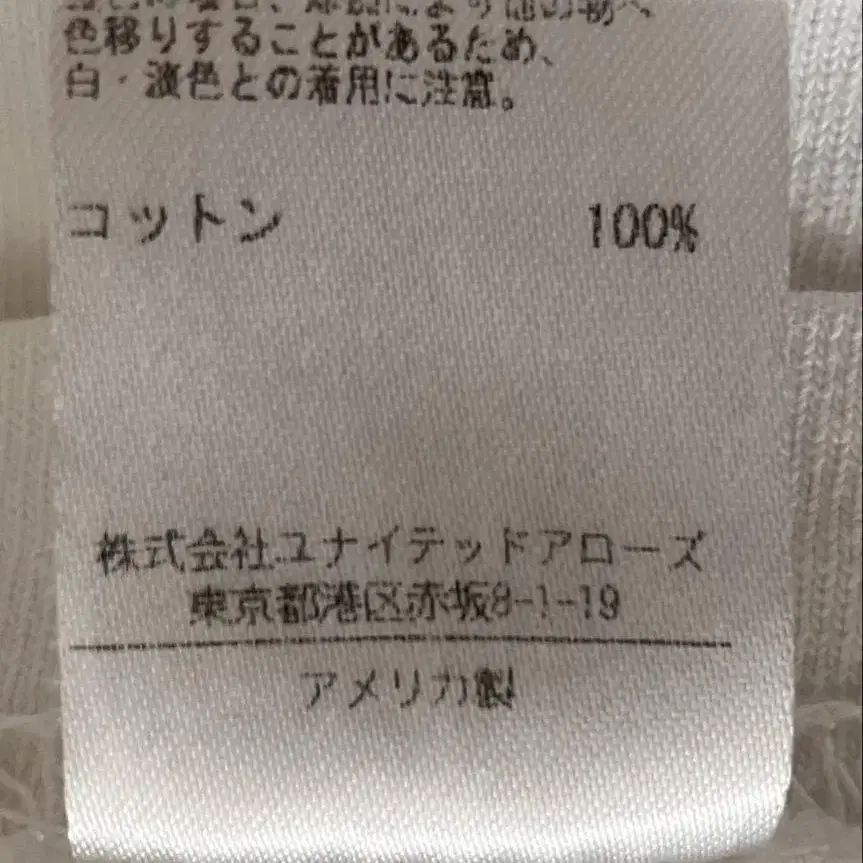 色移りすることがあるため、
白・淡色との着用に注意。
コットン 100%
株式会社ユナイテッドアローズ
東京都港区赤坂8-1-19
アメリカ製